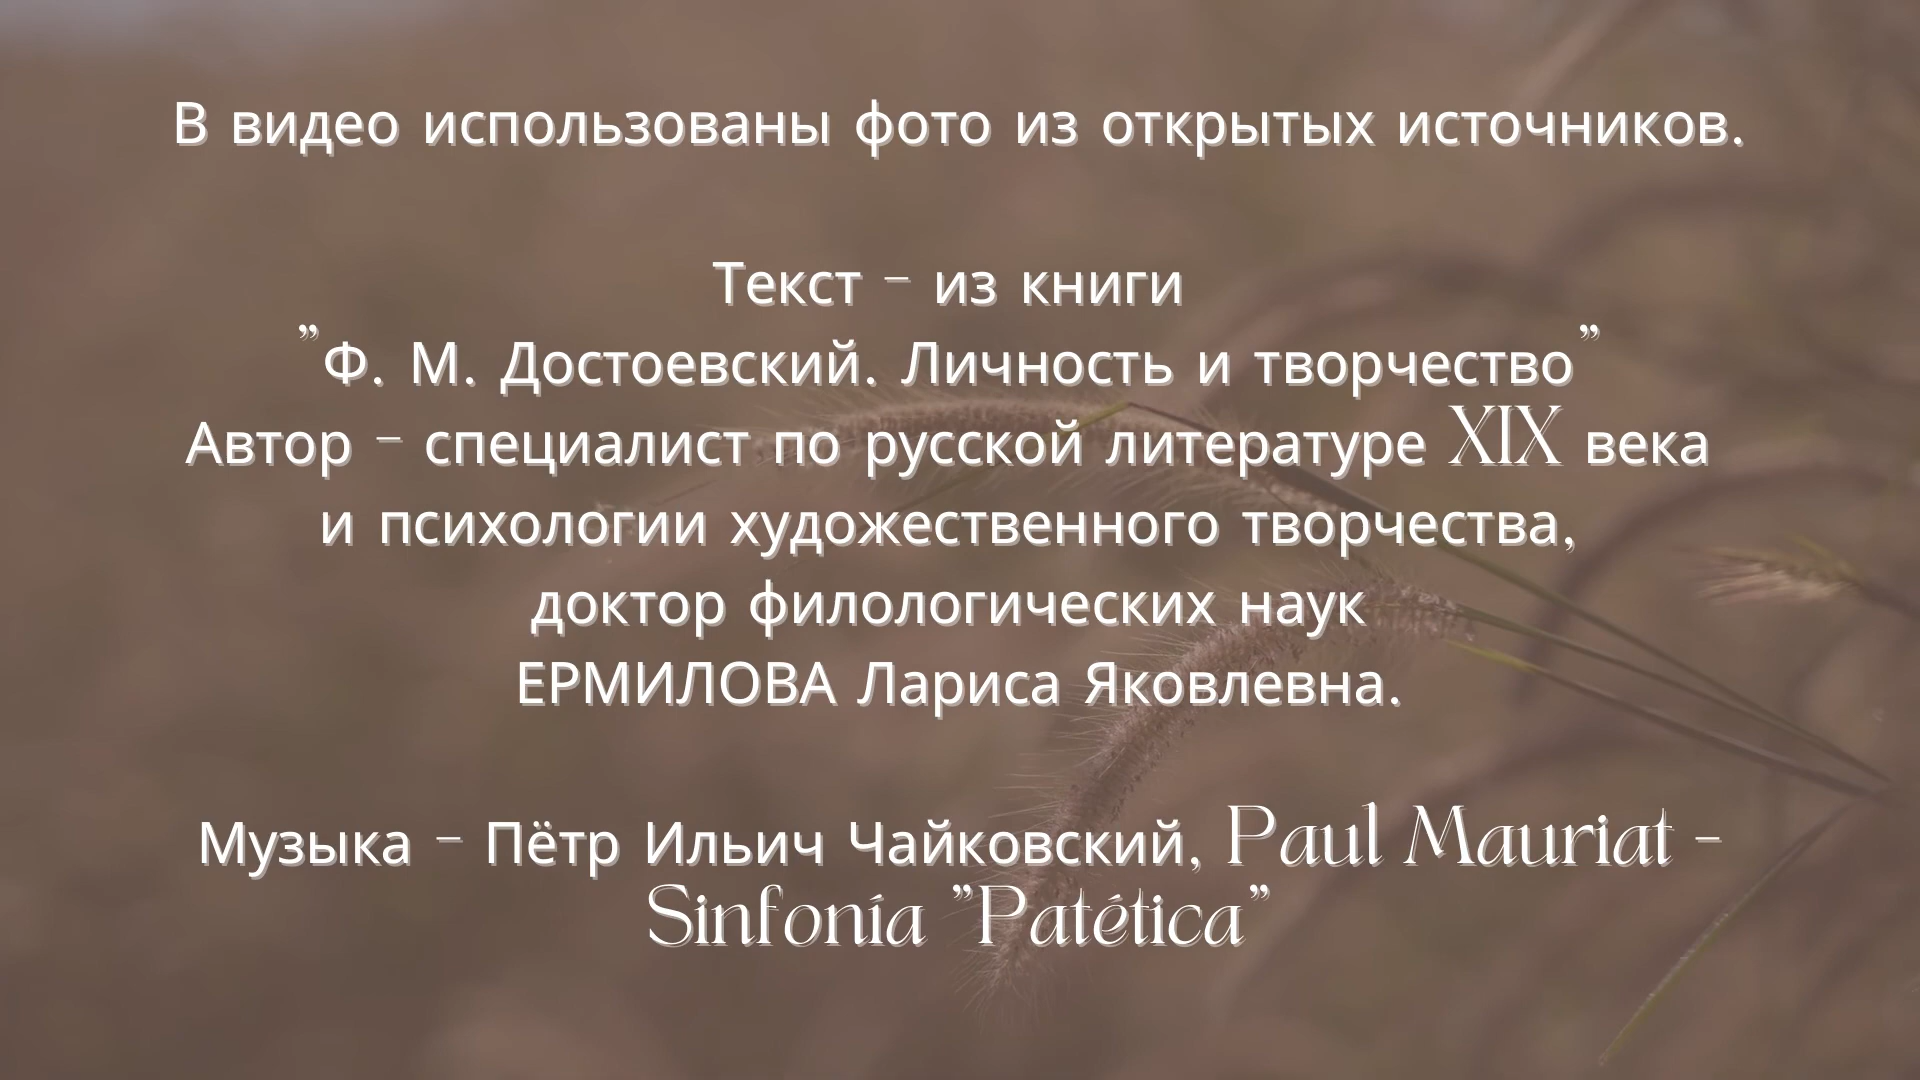 В видео использованы фото из открытых источников.
Текст - из книги
"Ф. М. Достоевский. Личность и творчество"
Автор - специалист по русской литературе XIX века
и психологии художественного творчества,
доктор филологических наук
ЕРМИЛОВА Лариса Яковлевна.
Музыка - Пётр Ильич Чайковский, Paul Mauriat -
Sinfonía "Patética"